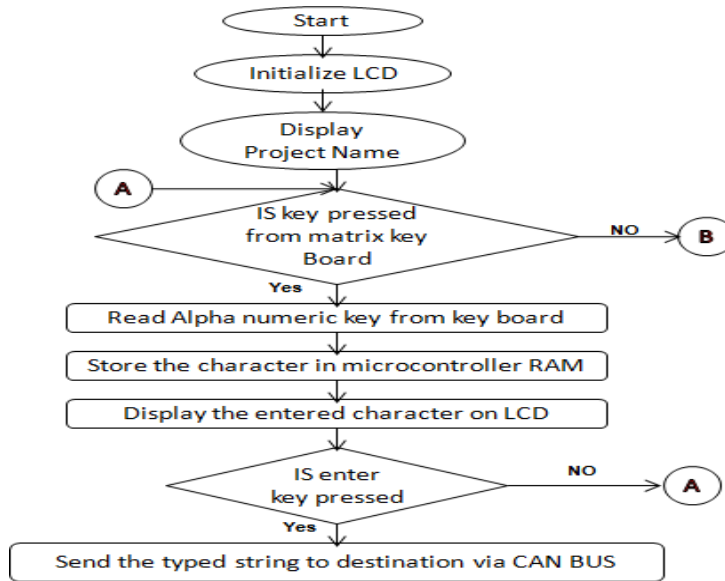 Start
Initialize LCD
Display
Project Name
A
IS key pressed
from matrix key
Board
NO
B
Yes
Read Alpha numeric key from key board
Store the character in microcontroller RAM
Display the entered character on LCD
IS enter
key pressed
NO
A
Yes
Send the typed string to destination via CAN BUS